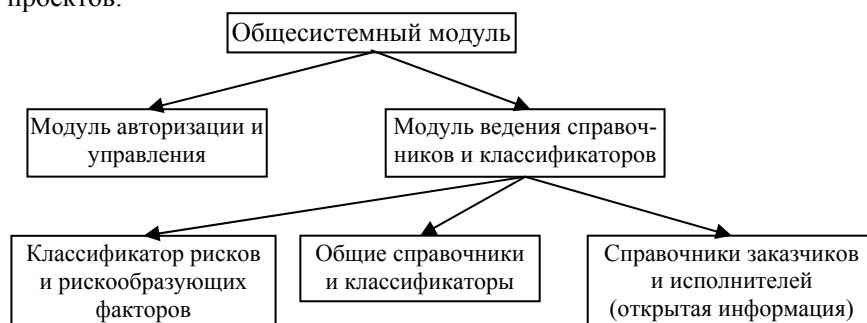 проектов.
Общесистемный модуль
Модуль авторизации и
управления
Модуль ведения справоч-
ников и классификаторов
Классификатор рисков
и рискообразующих
факторов
Общие справочники
и классификаторы
Справочники заказчиков
и исполнителей
(открытая информация)